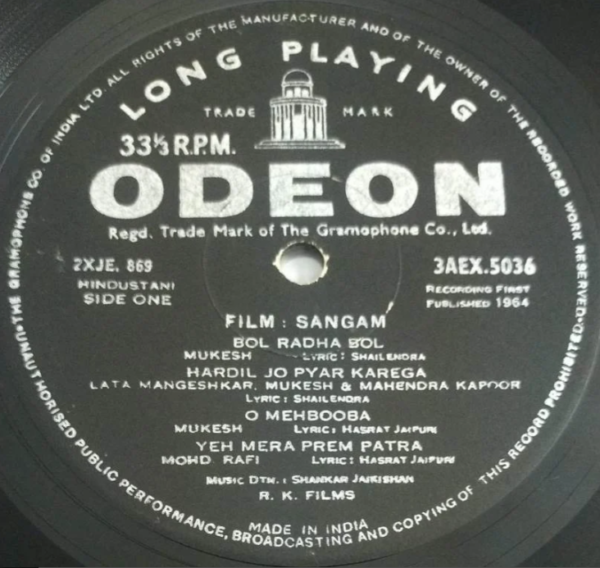 THE GRAMOPHONE CO. OF INDIA LTD. ALL RIGHTS OF THE MANUFACTURER AND OF THE OWNER OF THE RECORDED WORK RESERVED
LONG PLAYING
TRADE MARK
33⅓ R.P.M.
ODEON
Regd. Trade Mark of The Gramophone Co., Ltd.
2XJE. 869 3AEX.5036
HINDUSTANI RECORDING FIRST
SIDE ONE PUBLISHED 1964
FILM : SANGAM
BOL RADHA BOL
MUKESH LYRIC: SHAILENDRA
HARDIL JO PYAR KAREGA
LATA MANGESHKAR, MUKESH & MAHENDRA KAPOOR
LYRIC: SHAILENDRA
O MEHBOOBA
MUKESH LYRIC: HASRAT JAIPURI
YEH MERA PREM PATRA
MOHD. RAFI LYRIC: HASRAT JAIPURI
MUSIC DTN.: SHANKAR JAIKISHAN
R. K. FILMS
MADE IN INDIA
UNAUTHORISED PUBLIC PERFORMANCE, BROADCASTING AND COPYING OF THIS RECORD PROHIBITED